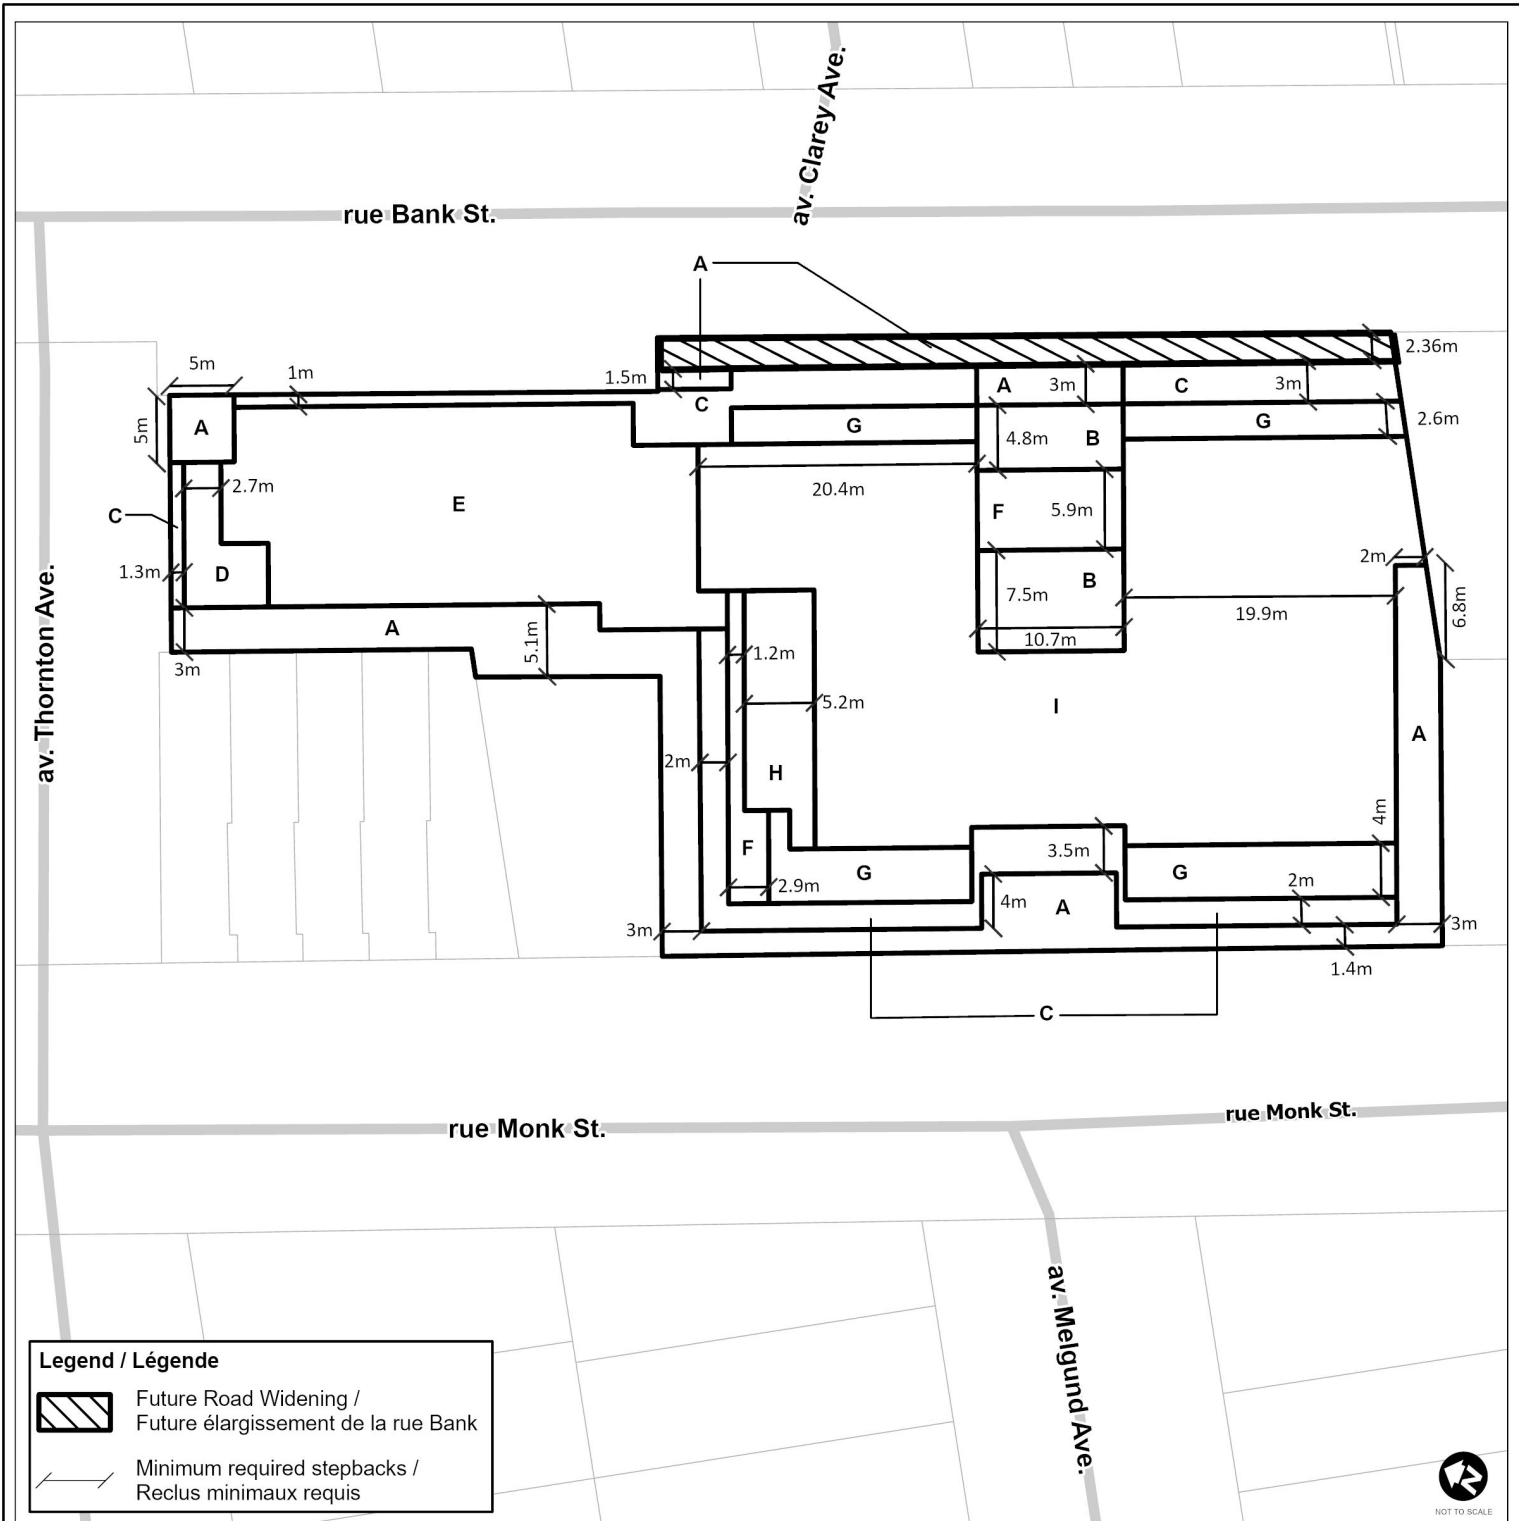 av. Clarey Ave.
rue Bank St.
A
5m
1m
1.5m
2.36m
5m
A
C
A
3m
C
3m
G
4.8m
B
G
2.6m
2.7m
20.4m
E
F
5.9m
C
1.3m
D
2m
6.8m
B
7.5m
19.9m
A
5.1m
10.7m
3m
1.2m
5.2m
I
A
av. Thornton Ave.
2m
H
4m
F
3.5m
G
G
2.9m
4m
A
2m
3m
3m
1.4m
C
rue Monk St.
rue Monk St.
av. Melgund Ave.
Legend / Légende
Future Road Widening /
Future élargissement de la rue Bank
Minimum required stepbacks /
Reclus minimaux requis
N
NOT TO SCALE